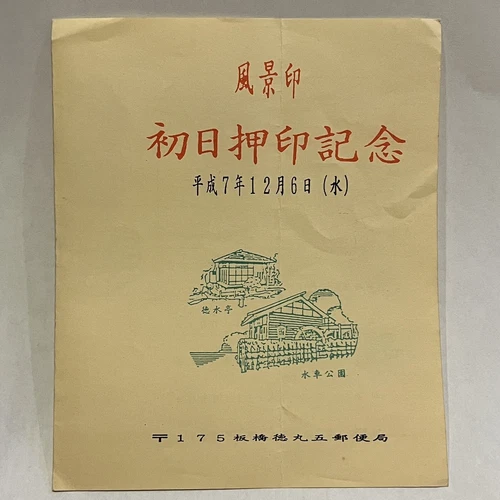 風景印
初日押印記念
平成7年12月6日(水)
徳水亭
水車公園
〒175板橋徳丸五郵便局